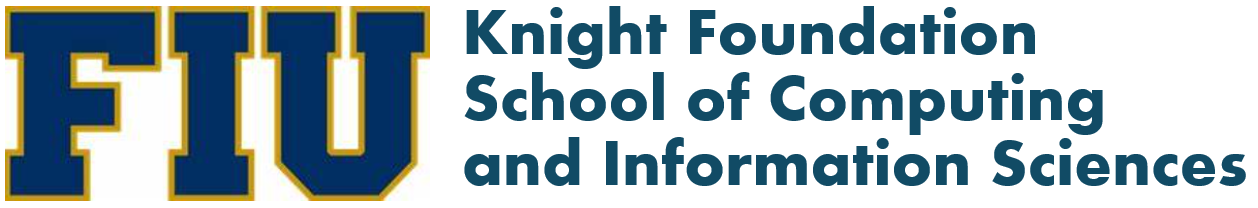 FIU
Knight Foundation
School of Computing
and Information Sciences